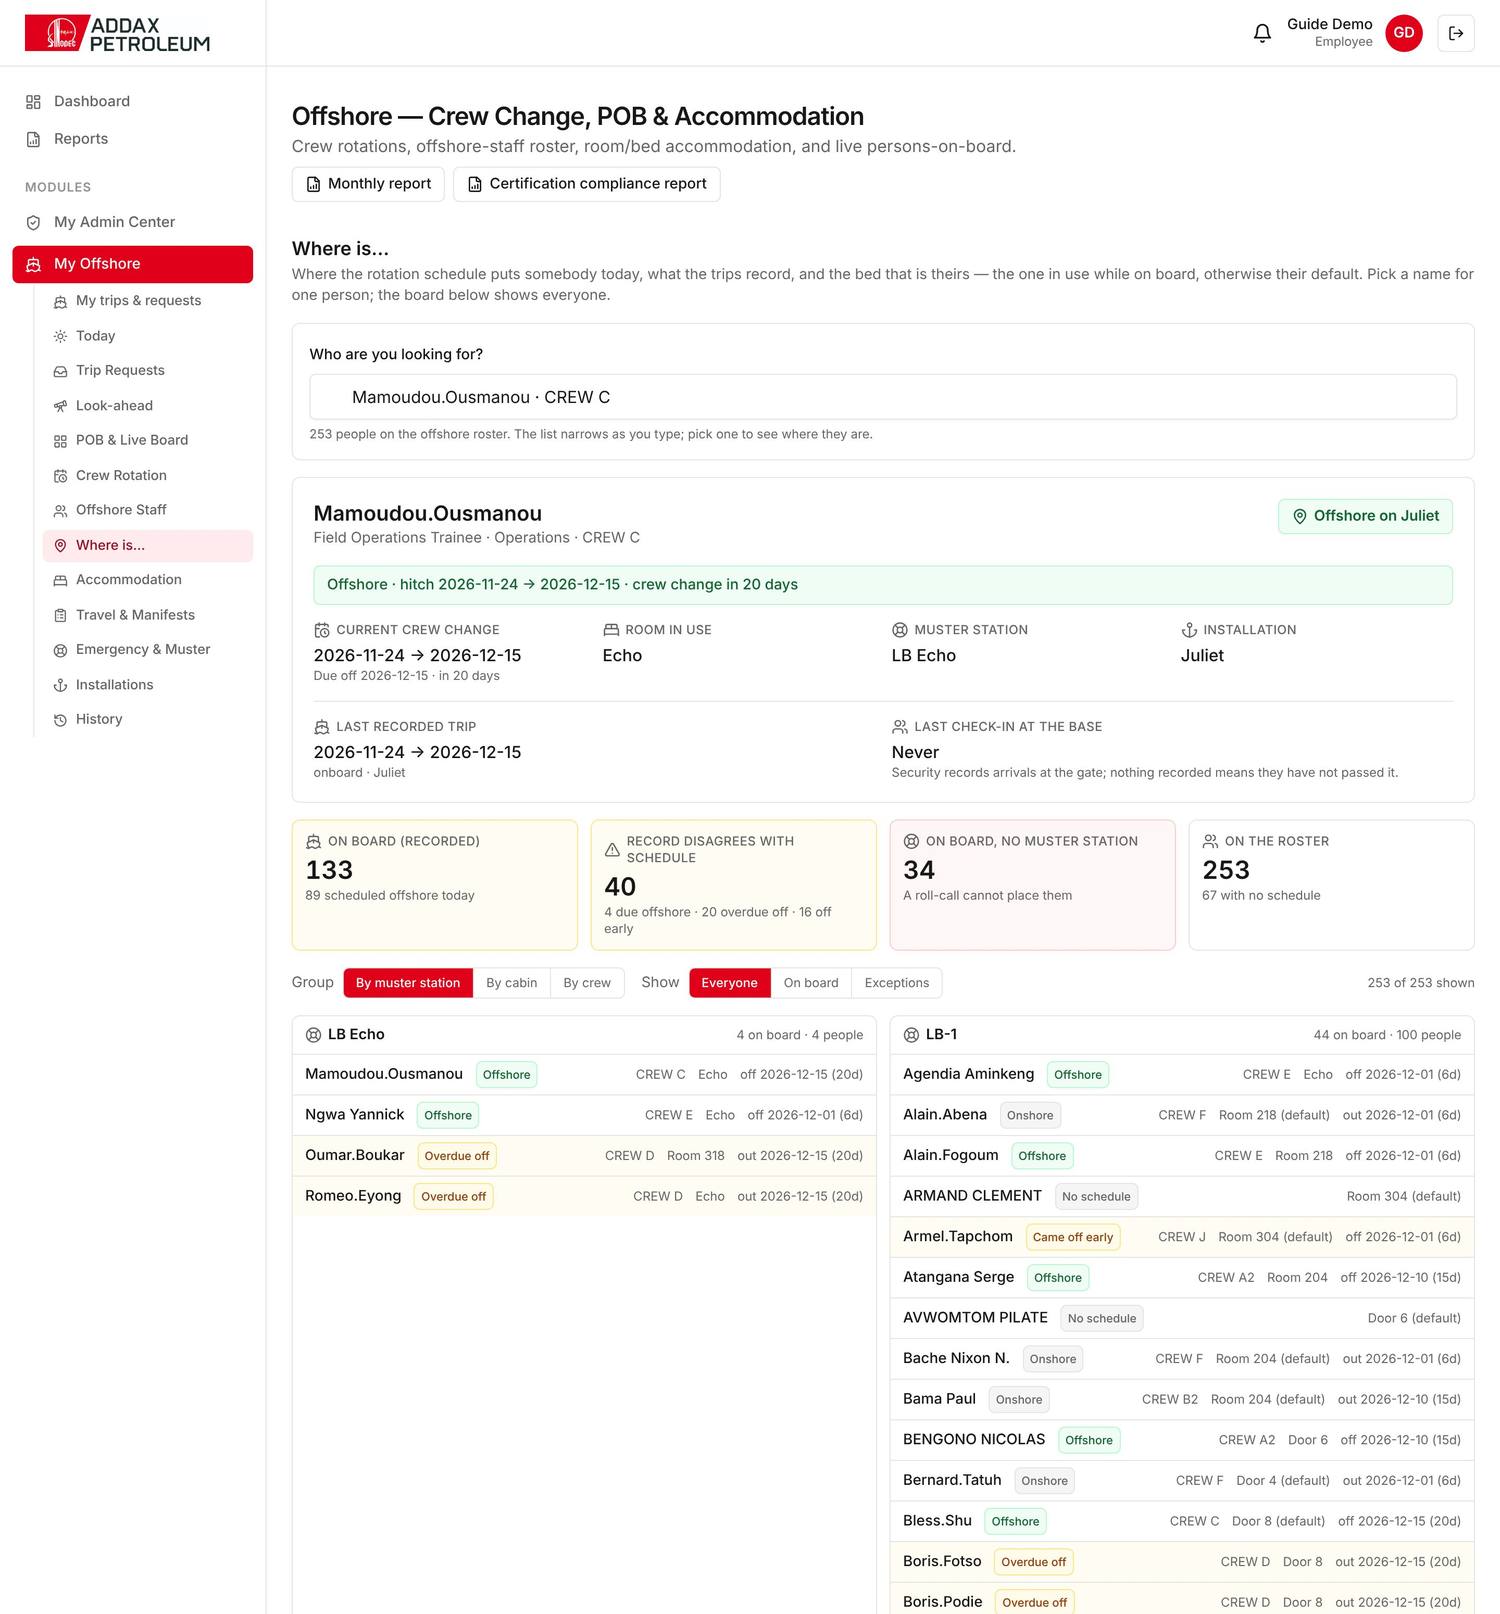 ADDAX
PETROLEUM
Guide Demo
Employee
GD
Dashboard
Reports
MODULES
My Admin Center
My Offshore
My trips & requests
Today
Trip Requests
Look-ahead
POB & Live Board
Crew Rotation
Offshore Staff
Where is...
Accommodation
Travel & Manifests
Emergency & Muster
Installations
History
Offshore — Crew Change, POB & Accommodation
Crew rotations, offshore-staff roster, room/bed accommodation, and live persons-on-board.
Monthly report
Certification compliance report
Where is...
Where the rotation schedule puts somebody today, what the trips record, and the bed that is theirs — the one in use while on board, otherwise their default. Pick a name for
one person; the board below shows everyone.
Who are you looking for?
Mamoudou.Ousmanou · CREW C
253 people on the offshore roster. The list narrows as you type; pick one to see where they are.
Mamoudou.Ousmanou
Offshore on Juliet
Field Operations Trainee · Operations · CREW C
Offshore · hitch 2026-11-24 → 2026-12-15 · crew change in 20 days
CURRENT CREW CHANGE
2026-11-24 → 2026-12-15
Due off 2026-12-15 · in 20 days
ROOM IN USE
Echo
MUSTER STATION
LB Echo
INSTALLATION
Juliet
LAST RECORDED TRIP
2026-11-24 → 2026-12-15
onboard · Juliet
LAST CHECK-IN AT THE BASE
Never
Security records arrivals at the gate; nothing recorded means they have not passed it.
ON BOARD (RECORDED)
133
89 scheduled offshore today
RECORD DISAGREES WITH
SCHEDULE
40
4 due offshore · 20 overdue off · 16 off
early
ON BOARD, NO MUSTER STATION
34
A roll-call cannot place them
ON THE ROSTER
253
67 with no schedule
Group By muster station By cabin By crew Show Everyone On board Exceptions 253 of 253 shown
LB Echo 4 on board · 4 people
Mamoudou.Ousmanou Offshore CREW C Echo off 2026-12-15 (20d)
Ngwa Yannick Offshore CREW E Echo off 2026-12-01 (6d)
Oumar.Boukar Overdue off CREW D Room 318 out 2026-12-15 (20d)
Romeo.Eyong Overdue off CREW D Echo out 2026-12-15 (20d)
LB-1 44 on board · 100 people
Agendia Aminkeng Offshore CREW E Echo off 2026-12-01 (6d)
Alain.Abena Onshore CREW F Room 218 (default) out 2026-12-01 (6d)
Alain.Fogoum Offshore CREW E Room 218 off 2026-12-01 (6d)
ARMAND CLEMENT No schedule Room 304 (default)
Armel.Tapchom Came off early CREW J Room 304 (default) off 2026-12-01 (6d)
Atangana Serge Offshore CREW A2 Room 204 off 2026-12-10 (15d)
AVWOMTOM PILATE No schedule Door 6 (default)
Bache Nixon N. Onshore CREW F Room 204 (default) out 2026-12-01 (6d)
Bama Paul Onshore CREW B2 Room 204 (default) out 2026-12-10 (15d)
BENGONO NICOLAS Offshore CREW A2 Door 6 off 2026-12-10 (15d)
Bernard.Tatuh Onshore CREW F Door 4 (default) out 2026-12-01 (6d)
Bless.Shu Offshore CREW C Door 8 (default) off 2026-12-15 (20d)
Boris.Fotso Overdue off CREW D Door 8 out 2026-12-15 (20d)
Boris.Podie Overdue off CREW D Door 8 out 2026-12-15 (20d)